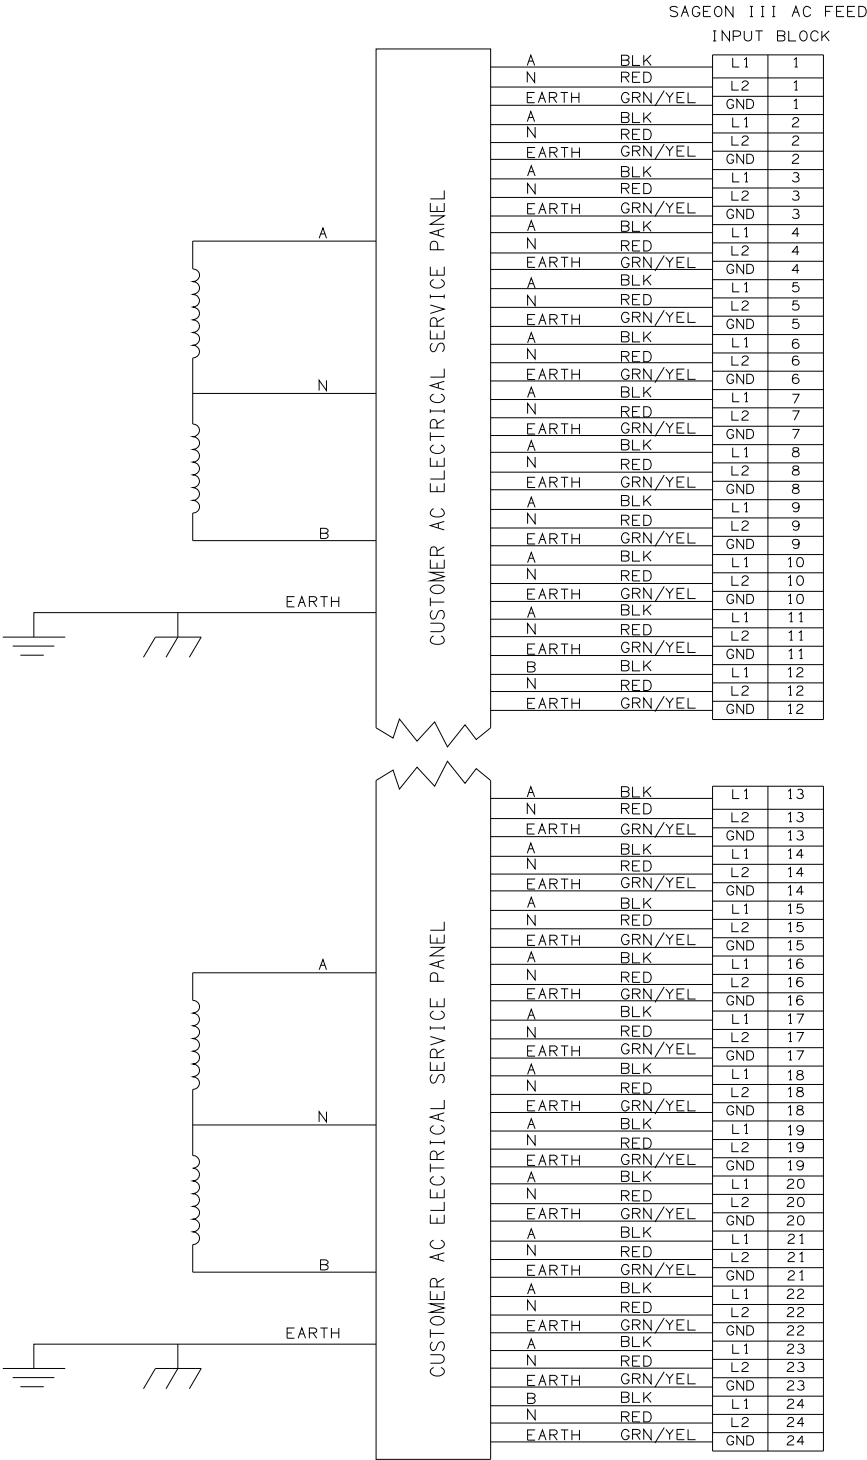 SAGEON III AC FEED
INPUT BLOCK
A BLK L1 1
N RED L2 1
EARTH GRN/YEL GND 1
A BLK L1 2
N RED L2 2
EARTH GRN/YEL GND 2
A BLK L1 3
N RED L2 3
EARTH GRN/YEL GND 3
A BLK L1 4
N RED L2 4
EARTH GRN/YEL GND 4
A BLK L1 5
N RED L2 5
EARTH GRN/YEL GND 5
A BLK L1 6
N RED L2 6
EARTH GRN/YEL GND 6
A BLK L1 7
N RED L2 7
EARTH GRN/YEL GND 7
A BLK L1 8
N RED L2 8
EARTH GRN/YEL GND 8
A BLK L1 9
N RED L2 9
EARTH GRN/YEL GND 9
A BLK L1 10
N RED L2 10
EARTH GRN/YEL GND 10
A BLK L1 11
N RED L2 11
EARTH GRN/YEL GND 11
B BLK L1 12
N RED L2 12
EARTH GRN/YEL GND 12
A
N
B
EARTH
CUSTOMER AC ELECTRICAL SERVICE PANEL
A BLK L1 13
N RED L2 13
EARTH GRN/YEL GND 13
A BLK L1 14
N RED L2 14
EARTH GRN/YEL GND 14
A BLK L1 15
N RED L2 15
EARTH GRN/YEL GND 15
A BLK L1 16
N RED L2 16
EARTH GRN/YEL GND 16
A BLK L1 17
N RED L2 17
EARTH GRN/YEL GND 17
A BLK L1 18
N RED L2 18
EARTH GRN/YEL GND 18
A BLK L1 19
N RED L2 19
EARTH GRN/YEL GND 19
A BLK L1 20
N RED L2 20
EARTH GRN/YEL GND 20
A BLK L1 21
N RED L2 21
EARTH GRN/YEL GND 21
A BLK L1 22
N RED L2 22
EARTH GRN/YEL GND 22
A BLK L1 23
N RED L2 23
EARTH GRN/YEL GND 23
B BLK L1 24
N RED L2 24
EARTH GRN/YEL GND 24
A
N
B
EARTH
CUSTOMER AC ELECTRICAL SERVICE PANEL